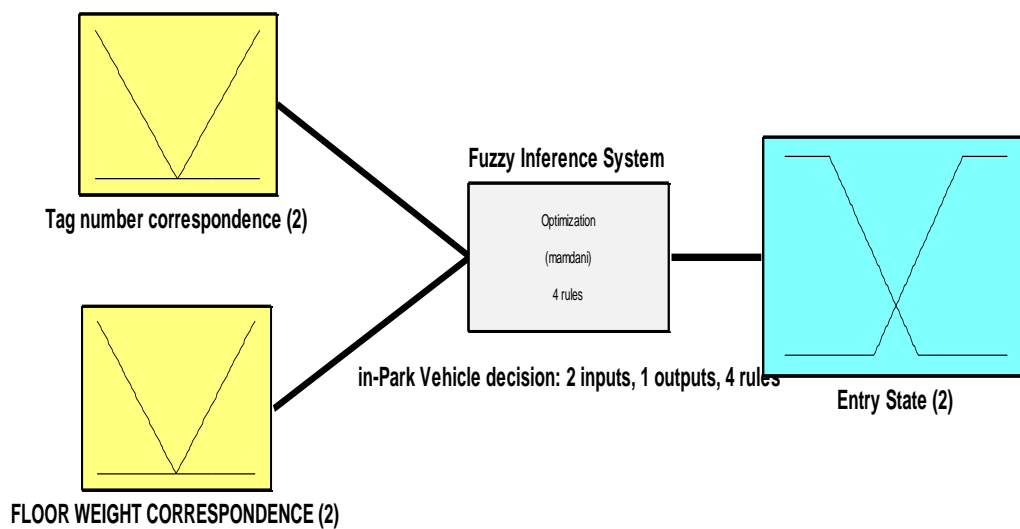 Tag number correspondence (2)
Fuzzy Inference System
Optimization
(mamdani)
4 rules
in-Park Vehicle decision: 2 inputs, 1 outputs, 4 rules
Entry State (2)
FLOOR WEIGHT CORRESPONDENCE (2)